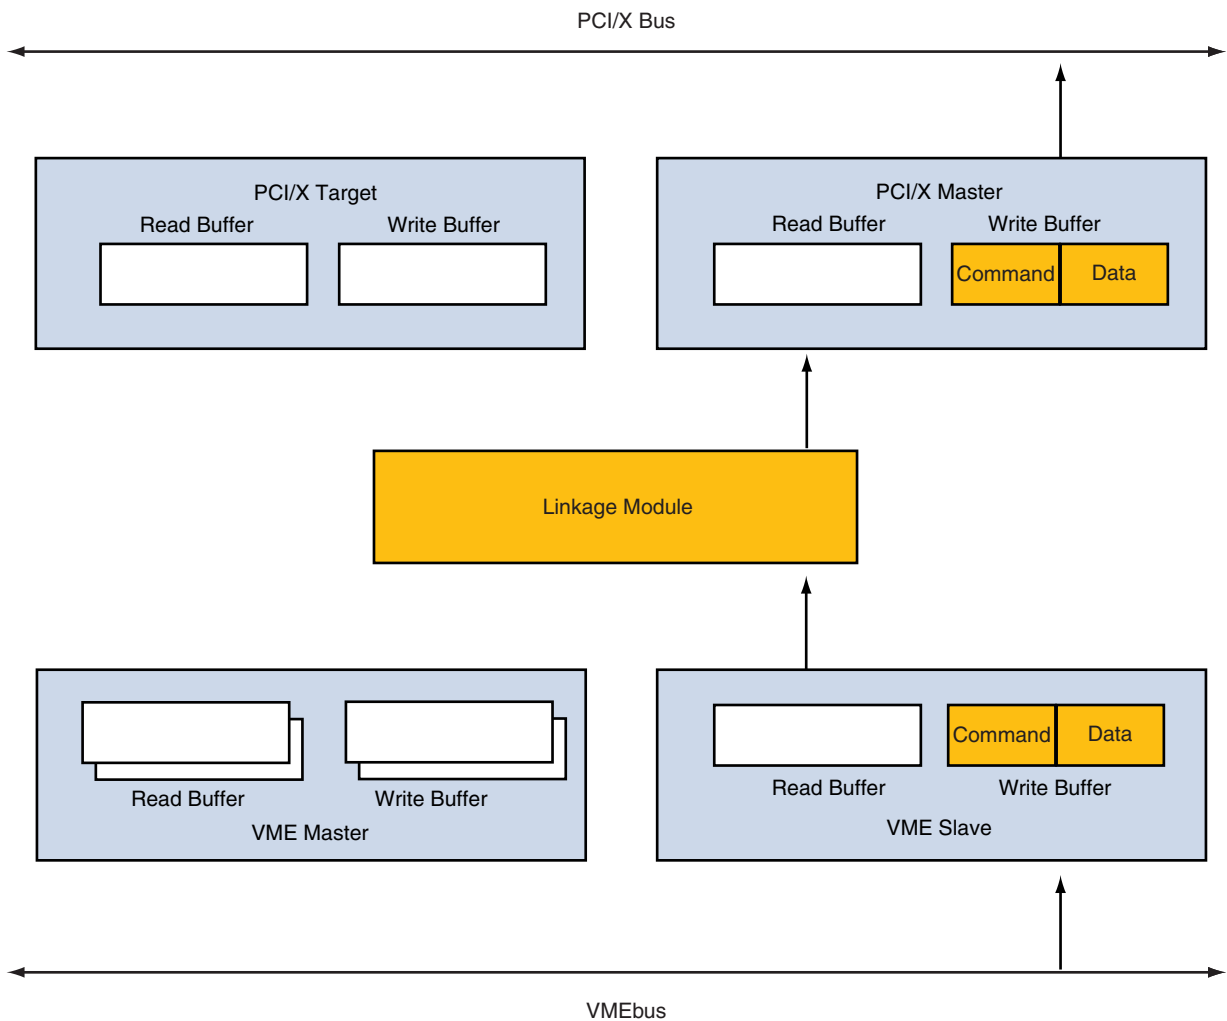 PCI/X Bus
PCI/X Target
Read Buffer
Write Buffer
PCI/X Master
Read Buffer
Write Buffer
Command
Data
Linkage Module
Read Buffer
Write Buffer
VME Master
Command
Data
Read Buffer
Write Buffer
VME Slave
VMEbus